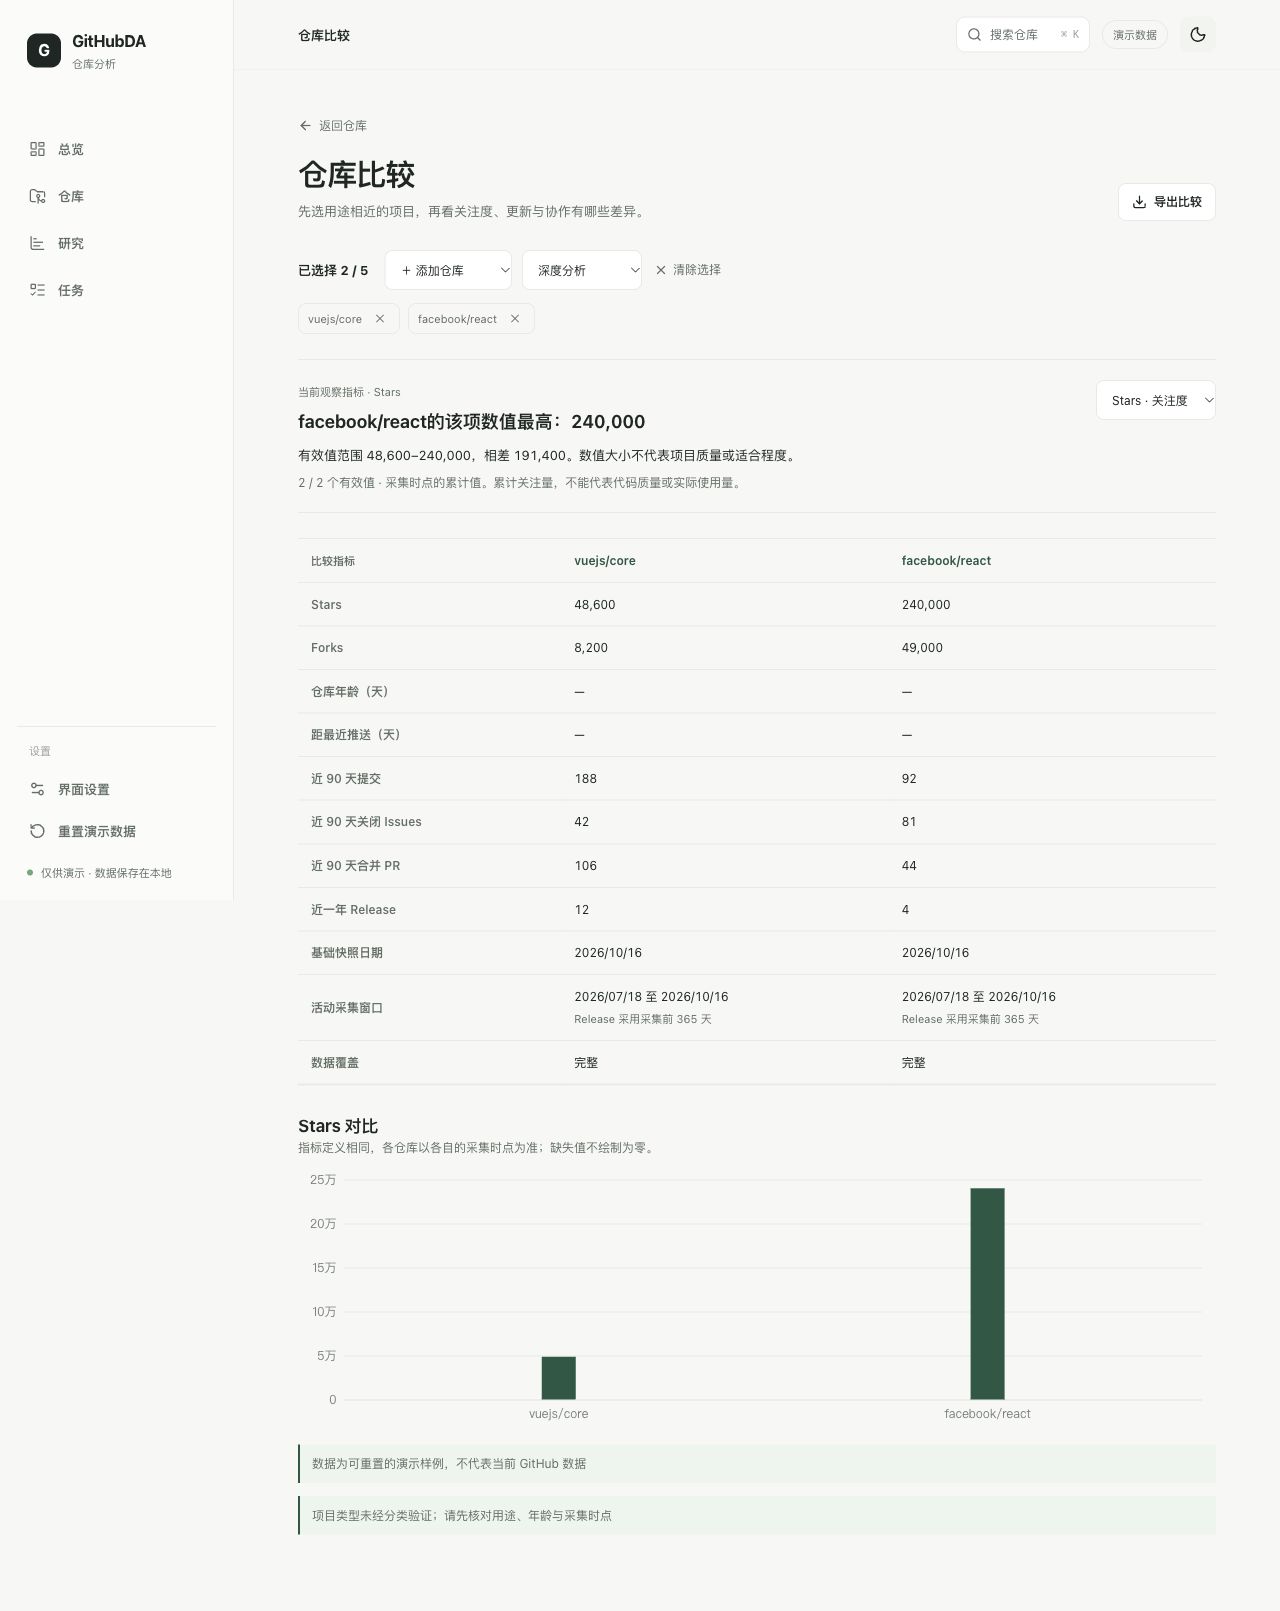 G
GitHubDA
仓库分析
总览
仓库
研究
任务
设置
界面设置
重置演示数据
仅供演示 · 数据保存在本地
仓库比较
搜索仓库 ⌘ K
演示数据
返回仓库
仓库比较
先选用途相近的项目，再看关注度、更新与协作有哪些差异。
导出比较
已选择 2 / 5 + 添加仓库 深度分析 清除选择
vuejs/core facebook/react
当前观察指标 · Stars
Stars · 关注度
facebook/react的该项数值最高：240,000
有效值范围 48,600–240,000，相差 191,400。数值大小不代表项目质量或适合程度。
2 / 2 个有效值 · 采集时点的累计值。累计关注量，不能代表代码质量或实际使用量。
比较指标 vuejs/core facebook/react
Stars 48,600 240,000
Forks 8,200 49,000
仓库年龄（天） — —
距最近推送（天） — —
近 90 天提交 188 92
近 90 天关闭 Issues 42 81
近 90 天合并 PR 106 44
近一年 Release 12 4
基础快照日期 2026/10/16 2026/10/16
活动采集窗口 2026/07/18 至 2026/10/16 2026/07/18 至 2026/10/16
Release 采用采集前 365 天 Release 采用采集前 365 天
数据覆盖 完整 完整
Stars 对比
指标定义相同，各仓库以各自的采集时点为准；缺失值不绘制为零。
25万
20万
15万
10万
5万
0
vuejs/core facebook/react
数据为可重置的演示样例，不代表当前 GitHub 数据
项目类型未经分类验证；请先核对用途、年龄与采集时点